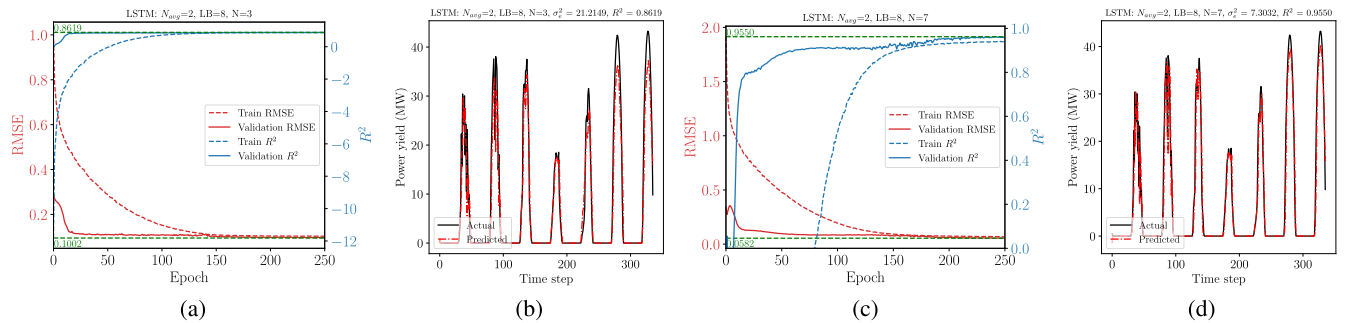 LSTM: N_avg=2, LB=8, N=3
0.8619
1.0
0.8
0.6
0.4
0.2
0
−2
−4
−6
−8
−10
−12
RMSE
R²
Train RMSE
Validation RMSE
Train R²
Validation R²
0.1002
0
50
100
150
200
250
Epoch
(a)
LSTM: N_avg=2, LB=8, N=3, σ_e² = 21.2149, R² = 0.8619
40
30
20
10
0
Power yield (MW)
Actual
Predicted
0
100
200
300
Time step
(b)
LSTM: N_avg=2, LB=8, N=7
0.9550
2.0
1.5
1.0
0.5
0.0
1.0
0.8
0.6
0.4
0.2
0.0
RMSE
R²
Train RMSE
Validation RMSE
Train R²
Validation R²
0.0582
0
50
100
150
200
250
Epoch
(c)
LSTM: N_avg=2, LB=8, N=7, σ_e² = 7.3032, R² = 0.9550
40
30
20
10
0
Power yield (MW)
Actual
Predicted
0
100
200
300
Time step
(d)